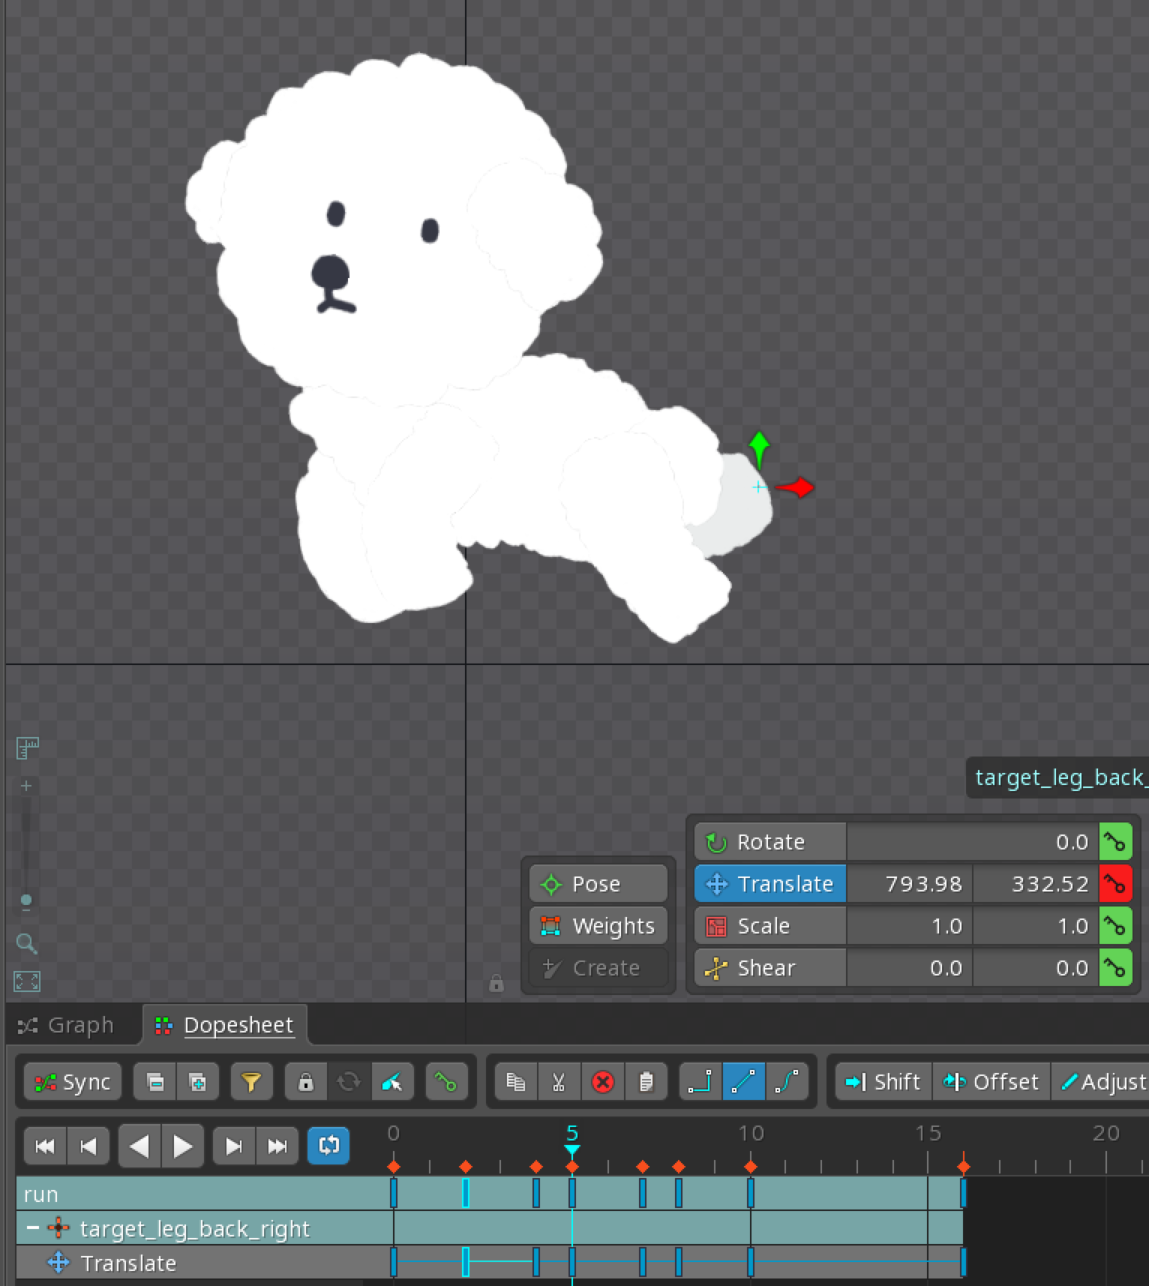 target_leg_back_
Rotate 0.0
Pose Translate 793.98 332.52
Weights Scale 1.0 1.0
Create Shear 0.0 0.0
Graph Dopesheet
Sync Shift Offset Adjust
0 5 10 15 20
run
target_leg_back_right
Translate